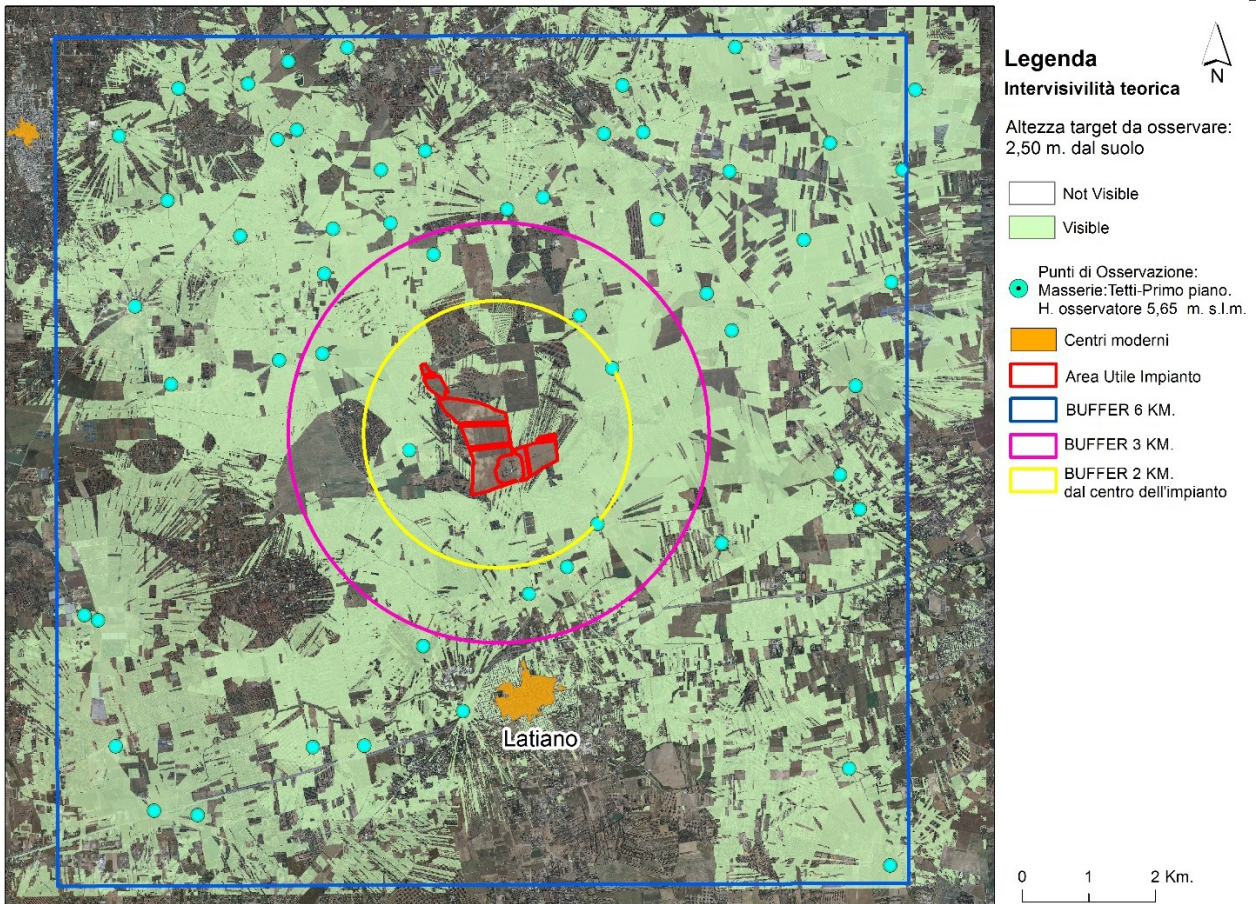 Legenda
N
Intervisivilità teorica
Altezza target da osservare:
2,50 m. dal suolo
Not Visible
Visible
Punti di Osservazione:
Masserie:Tetti-Primo piano.
H. osservatore 5,65 m. s.l.m.
Centri moderni
Area Utile Impianto
BUFFER 6 KM.
BUFFER 3 KM.
BUFFER 2 KM.
dal centro dell'impianto
Latiano
0 1 2 Km.